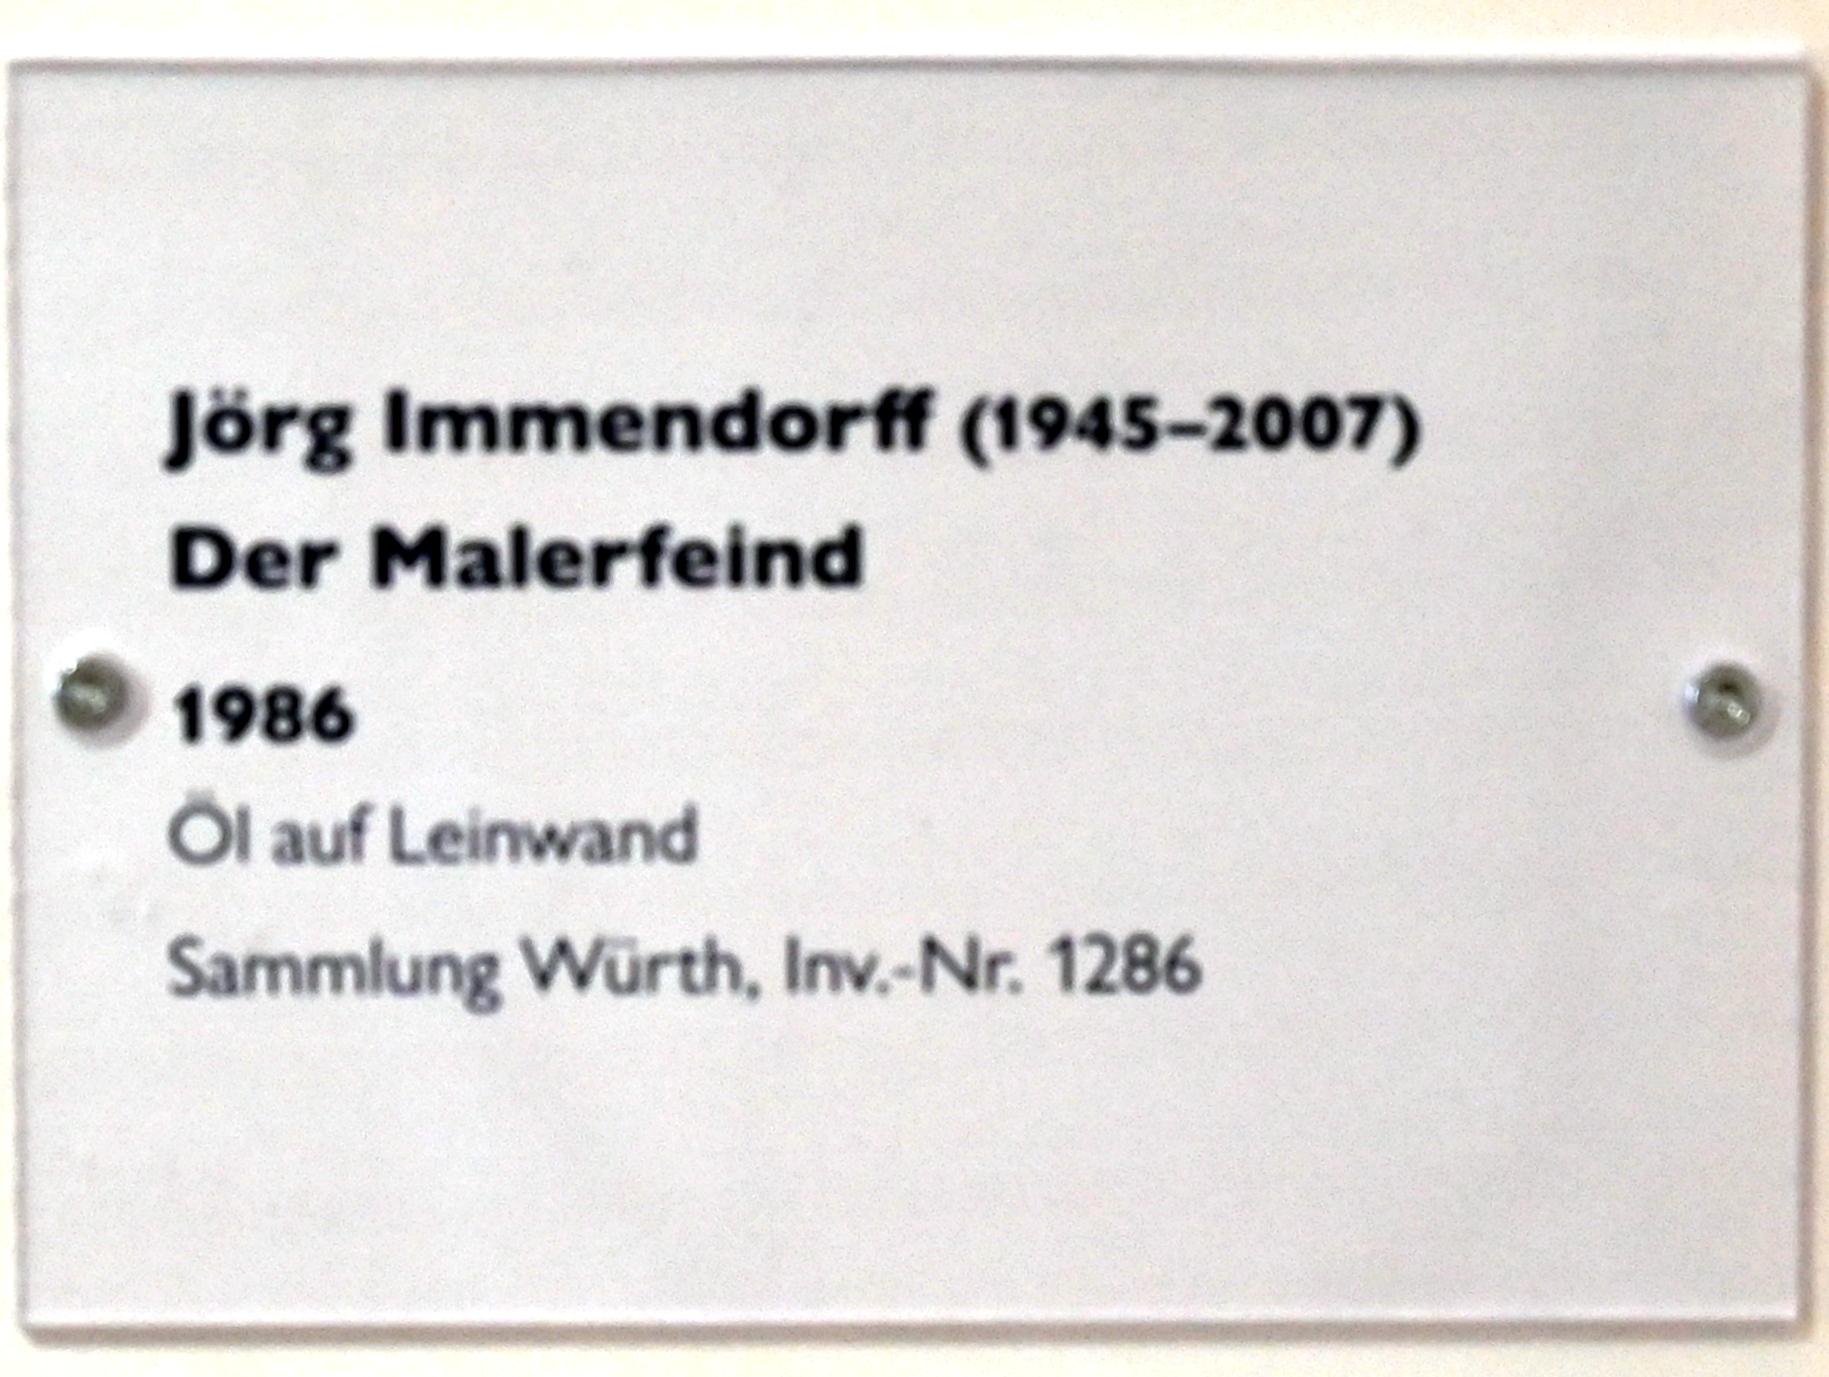 Jörg Immendorff (1945–2007)
Der Malerfeind
1986
Öl auf Leinwand
Sammlung Würth, Inv.-Nr. 1286